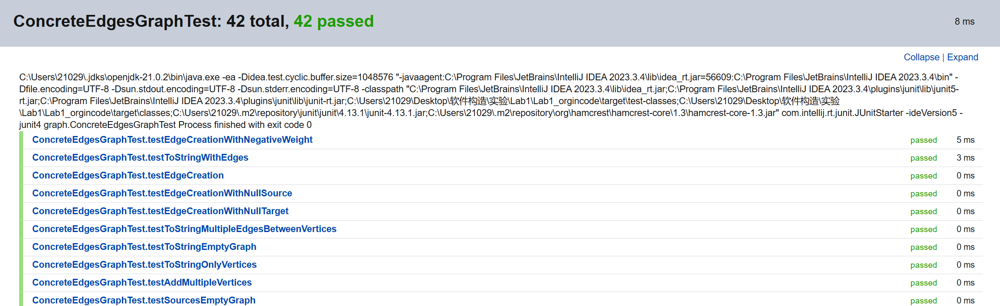 ConcreteEdgesGraphTest: 42 total, 42 passed 8 ms
Collapse | Expand
C:\Users\21029\.jdks\openjdk-21.0.2\bin\java.exe -ea -Didea.test.cyclic.buffer.size=1048576 "-javaagent:C:\Program Files\JetBrains\IntelliJ IDEA 2023.3.4\lib\idea_rt.jar=56609:C:\Program Files\JetBrains\IntelliJ IDEA 2023.3.4\bin" -
Dfile.encoding=UTF-8 -Dsun.stdout.encoding=UTF-8 -Dsun.stderr.encoding=UTF-8 -classpath "C:\Program Files\JetBrains\IntelliJ IDEA 2023.3.4\lib\idea_rt.jar;C:\Program Files\JetBrains\IntelliJ IDEA 2023.3.4\plugins\junit\lib\junit5-
rt.jar;C:\Program Files\JetBrains\IntelliJ IDEA 2023.3.4\plugins\junit\lib\junit-rt.jar;C:\Users\21029\Desktop\软件构造\实验\Lab1\Lab1_orgincode\target\test-classes;C:\Users\21029\Desktop\软件构造\实验
\Lab1\Lab1_orgincode\target\classes;C:\Users\21029\.m2\repository\junit\junit\4.13.1\junit-4.13.1.jar;C:\Users\21029\.m2\repository\org\hamcrest\hamcrest-core\1.3\hamcrest-core-1.3.jar" com.intellij.rt.junit.JUnitStarter -ideVersion5 -
junit4 graph.ConcreteEdgesGraphTest Process finished with exit code 0
ConcreteEdgesGraphTest.testEdgeCreationWithNegativeWeight passed 5 ms
ConcreteEdgesGraphTest.testToStringWithEdges passed 3 ms
ConcreteEdgesGraphTest.testEdgeCreation passed 0 ms
ConcreteEdgesGraphTest.testEdgeCreationWithNullSource passed 0 ms
ConcreteEdgesGraphTest.testEdgeCreationWithNullTarget passed 0 ms
ConcreteEdgesGraphTest.testToStringMultipleEdgesBetweenVertices passed 0 ms
ConcreteEdgesGraphTest.testToStringEmptyGraph passed 0 ms
ConcreteEdgesGraphTest.testToStringOnlyVertices passed 0 ms
ConcreteEdgesGraphTest.testAddMultipleVertices passed 0 ms
ConcreteEdgesGraphTest.testSourcesEmptyGraph passed 0 ms